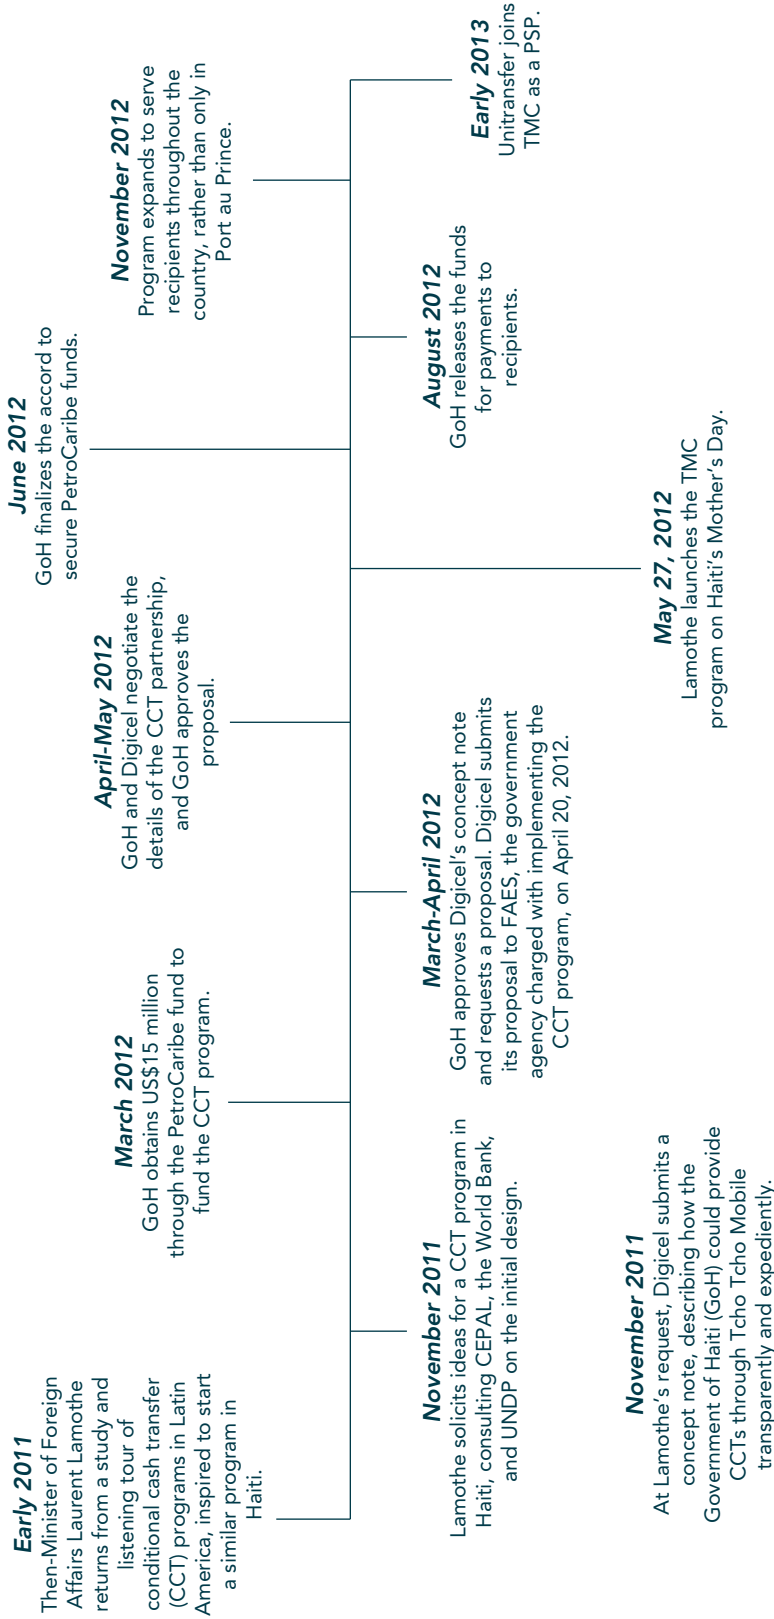 Early 2011
Then-Minister of Foreign
Affairs Laurent Lamothe
returns from a study and
listening tour of
conditional cash transfer
(CCT) programs in Latin
America, inspired to start
a similar program in
Haiti.
November 2011
Lamothe solicits ideas for a CCT program in
Haiti, consulting CEPAL, the World Bank,
and UNDP on the initial design.
November 2011
At Lamothe's request, Digicel submits a
concept note, describing how the
Government of Haiti (GoH) could provide
CCTs through Tcho Tcho Mobile
transparently and expediently.
March 2012
GoH obtains US$15 million
through the PetroCaribe fund to
fund the CCT program.
March-April 2012
GoH approves Digicel's concept note
and requests a proposal. Digicel submits
its proposal to FAES, the government
agency charged with implementing the
CCT program, on April 20, 2012.
April-May 2012
GoH and Digicel negotiate the
details of the CCT partnership,
and GoH approves the
proposal.
May 27, 2012
Lamothe launches the TMC
program on Haiti's Mother's Day.
June 2012
GoH finalizes the accord to
secure PetroCaribe funds.
August 2012
GoH releases the funds
for payments to
recipients.
November 2012
Program expands to serve
recipients throughout the
country, rather than only in
Port au Prince.
Early 2013
Unitransfer joins
TMC as a PSP.